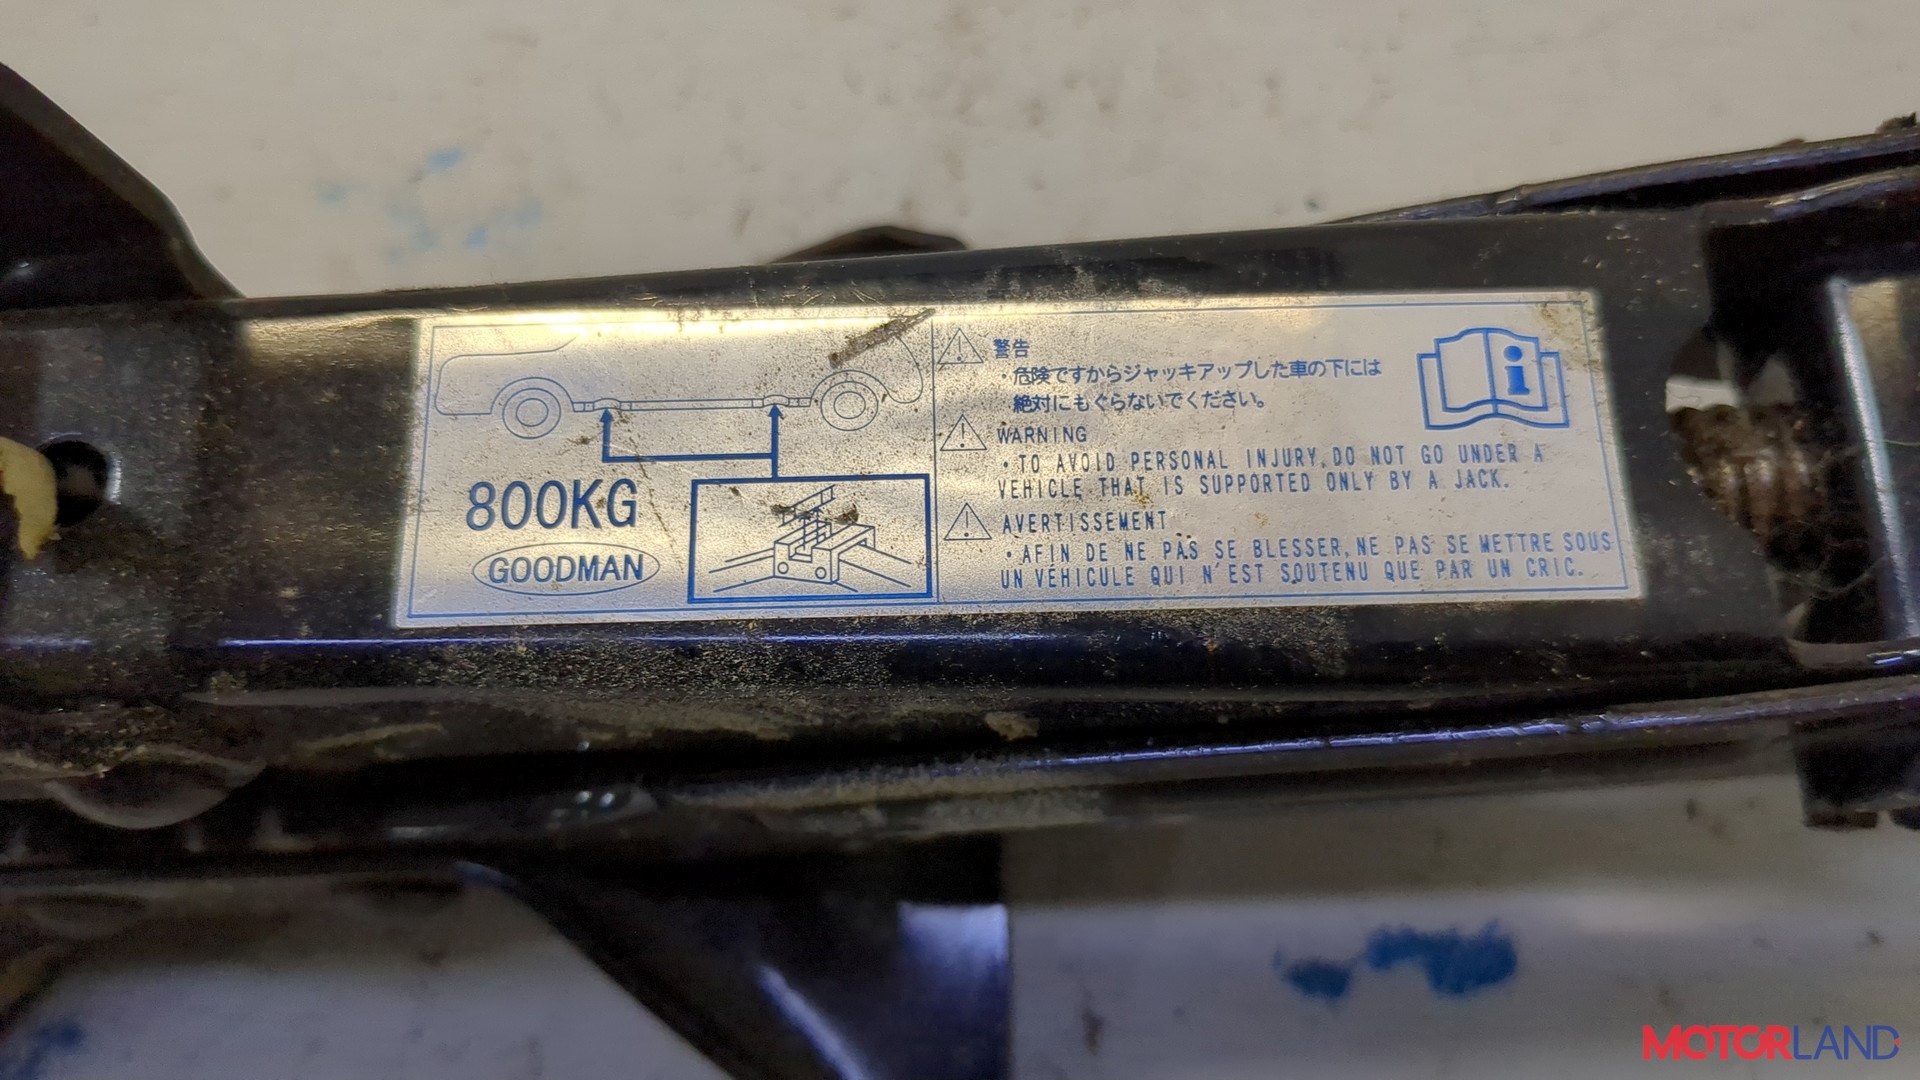 800KG
GOODMAN
警告
・危険ですからジャッキアップした車の下には
絶対にもぐらないでください。
WARNING
・TO AVOID PERSONAL INJURY,DO NOT GO UNDER A
VEHICLE THAT IS SUPPORTED ONLY BY A JACK.
AVERTISSEMENT
・AFIN DE NE PAS SE BLESSER,NE PAS SE METTRE SOUS
UN VÉHICULE QUI N'EST SOUTENU QUE PAR UN CRIC.
i
MOTORLAND